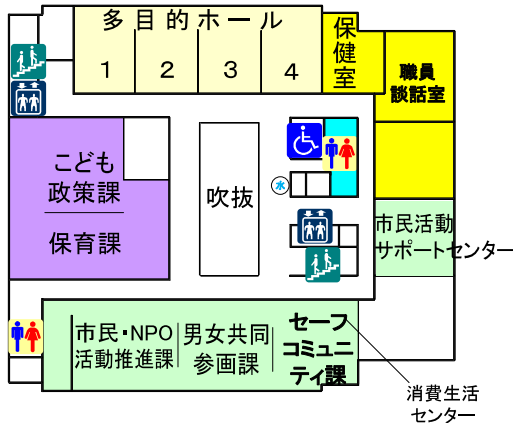 多目的ホール
1 2 3 4
保健室
職員
談話室
こども
政策課
保育課
吹抜
水
市民活動
サポートセンター
市民・NPO
活動推進課
男女共同
参画課
セーフ
コミュニ
ティ課
消費生活
センター